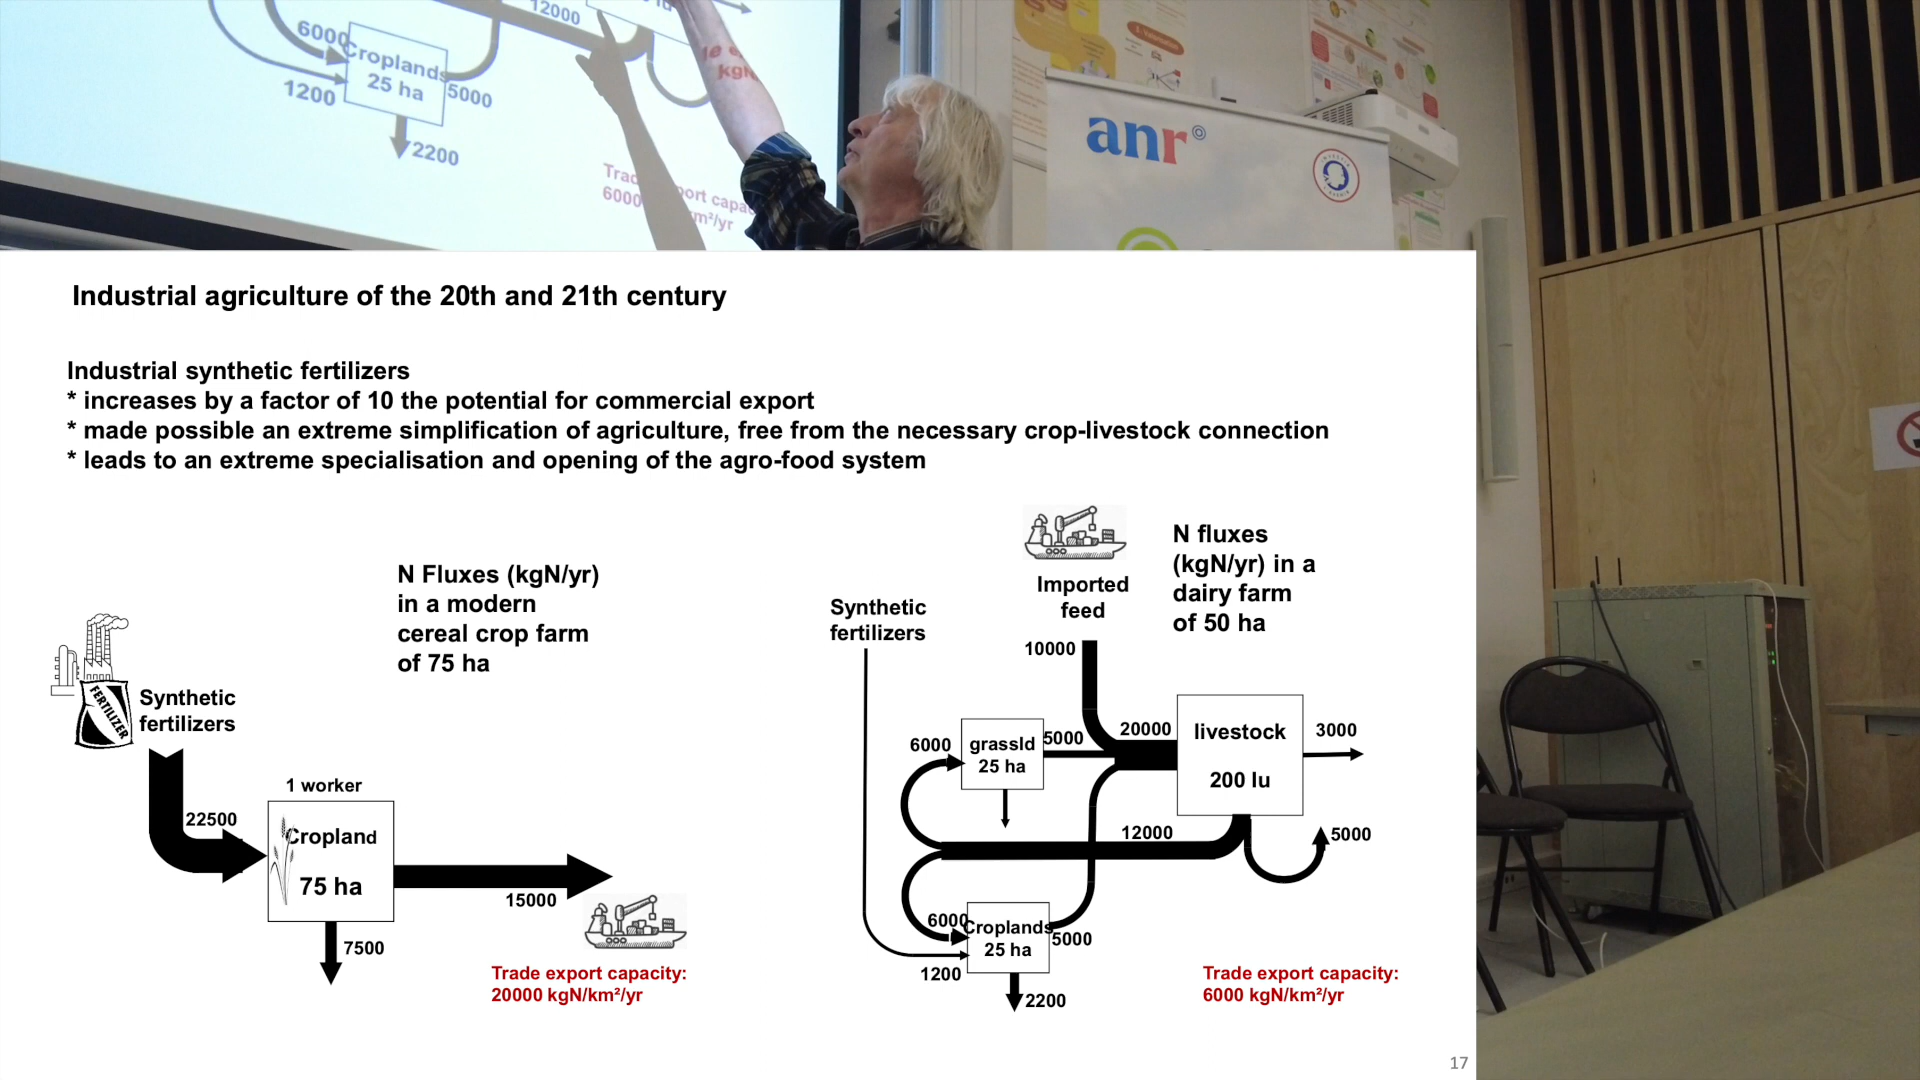 12000
6000
Croplands
25 ha
1200
5000
2200
6000
anr
Industrial agriculture of the 20th and 21th century
Industrial synthetic fertilizers
* increases by a factor of 10 the potential for commercial export
* made possible an extreme simplification of agriculture, free from the necessary crop-livestock connection
* leads to an extreme specialisation and opening of the agro-food system
N Fluxes (kgN/yr)
in a modern
cereal crop farm
of 75 ha
FERTILIZER
Synthetic
fertilizers
22500
1 worker
Cropland
75 ha
15000
7500
Trade export capacity:
20000 kgN/km²/yr
N fluxes
(kgN/yr) in a
dairy farm
of 50 ha
Imported
feed
Synthetic
fertilizers
10000
6000
grassld
25 ha
5000
20000
livestock
200 lu
3000
12000
5000
6000
Croplands
25 ha
5000
1200
2200
Trade export capacity:
6000 kgN/km²/yr
17